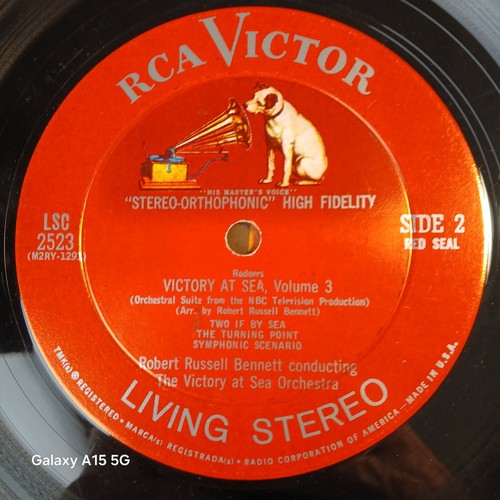 RCA VICTOR
"HIS MASTER'S VOICE"
"STEREO-ORTHOPHONIC" HIGH FIDELITY
LSC
2523
(M2RY-1291)
SIDE 2
RED SEAL
Rodgers
VICTORY AT SEA, Volume 3
(Orchestral Suite from the NBC Television Production)
(Arr. by Robert Russell Bennett)
TWO IF BY SEA
THE TURNING POINT
SYMPHONIC SCENARIO
Robert Russell Bennett conducting
The Victory at Sea Orchestra
LIVING STEREO
TMK(s) ® REGISTERED • MARCA(s) REGISTRADA(s) • RADIO CORPORATION OF AMERICA—MADE IN U.S.A.
Galaxy A15 5G